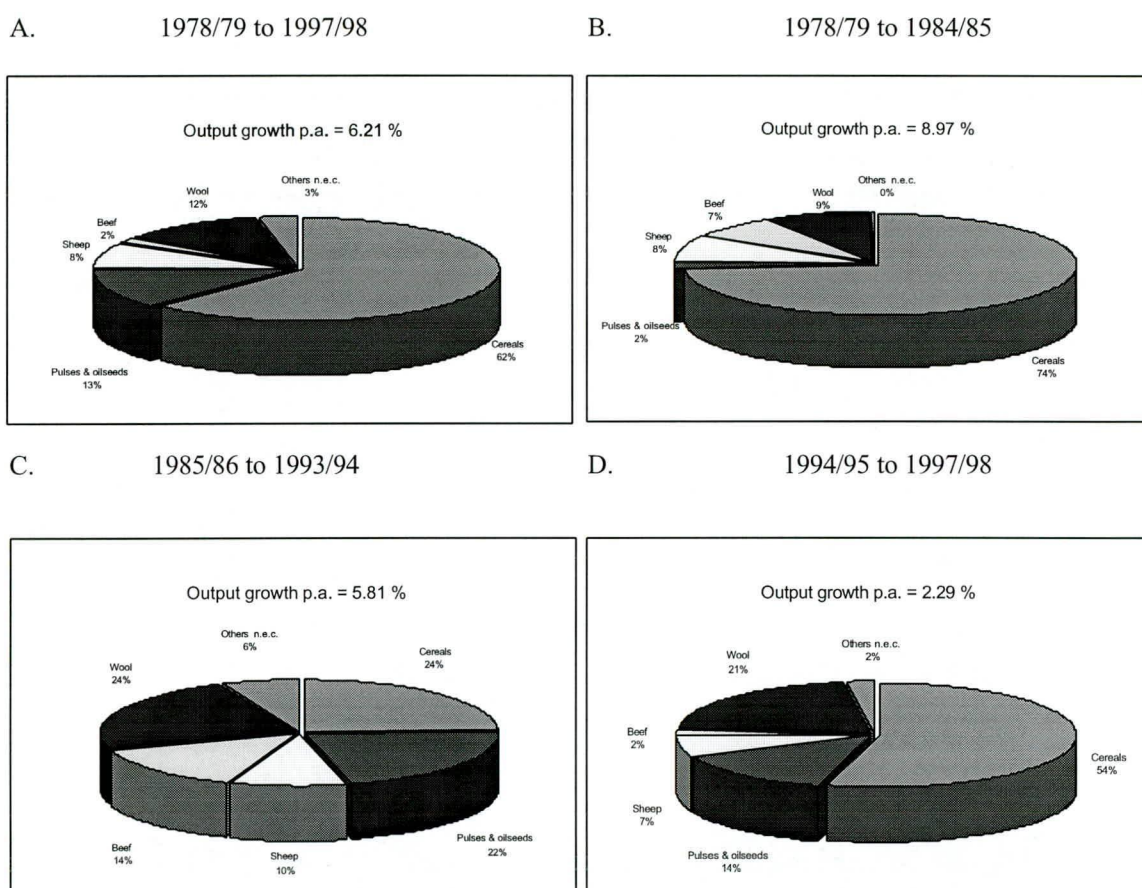 A. 1978/79 to 1997/98
Output growth p.a. = 6.21 %
Others n.e.c.
3%
Wool
12%
Beef
2%
Sheep
8%
Cereals
62%
Pulses & oilseeds
13%
B. 1978/79 to 1984/85
Output growth p.a. = 8.97 %
Others n.e.c.
0%
Wool
9%
Beef
7%
Sheep
8%
Pulses & oilseeds
2%
Cereals
74%
C. 1985/86 to 1993/94
Output growth p.a. = 5.81 %
Others n.e.c.
6%
Cereals
24%
Wool
24%
Pulses & oilseeds
22%
Beef
14%
Sheep
10%
D. 1994/95 to 1997/98
Output growth p.a. = 2.29 %
Others n.e.c.
2%
Wool
21%
Beef
2%
Cereals
54%
Sheep
7%
Pulses & oilseeds
14%